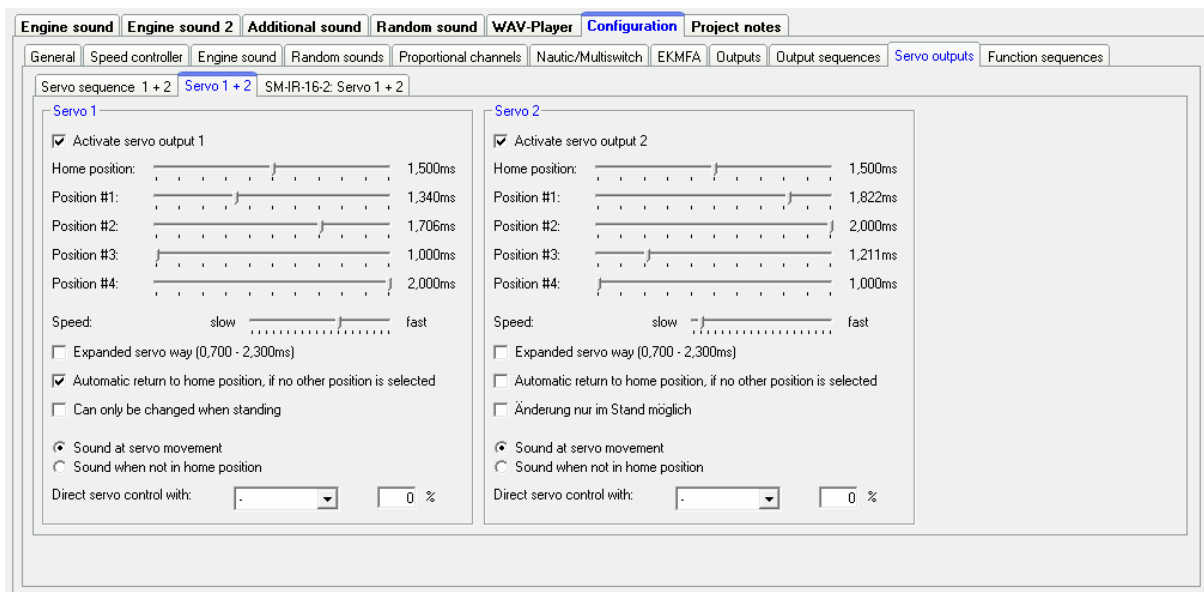 Engine sound Engine sound 2 Additional sound Random sound WAV-Player Configuration Project notes
General Speed controller Engine sound Random sounds Proportional channels Nautic/Multiswitch EKMFA Outputs Output sequences Servo outputs Function sequences
Servo sequence 1 + 2 Servo 1 + 2 SM-IR-16-2: Servo 1 + 2
Servo 1
Activate servo output 1
Home position: 1,500ms
Position #1: 1,340ms
Position #2: 1,706ms
Position #3: 1,000ms
Position #4: 2,000ms
Speed: slow fast
Expanded servo way (0,700 - 2,300ms)
Automatic return to home position, if no other position is selected
Can only be changed when standing
Sound at servo movement
Sound when not in home position
Direct servo control with: - 0 %
Servo 2
Activate servo output 2
Home position: 1,500ms
Position #1: 1,822ms
Position #2: 2,000ms
Position #3: 1,211ms
Position #4: 1,000ms
Speed: slow fast
Expanded servo way (0,700 - 2,300ms)
Automatic return to home position, if no other position is selected
Änderung nur im Stand möglich
Sound at servo movement
Sound when not in home position
Direct servo control with: - 0 %